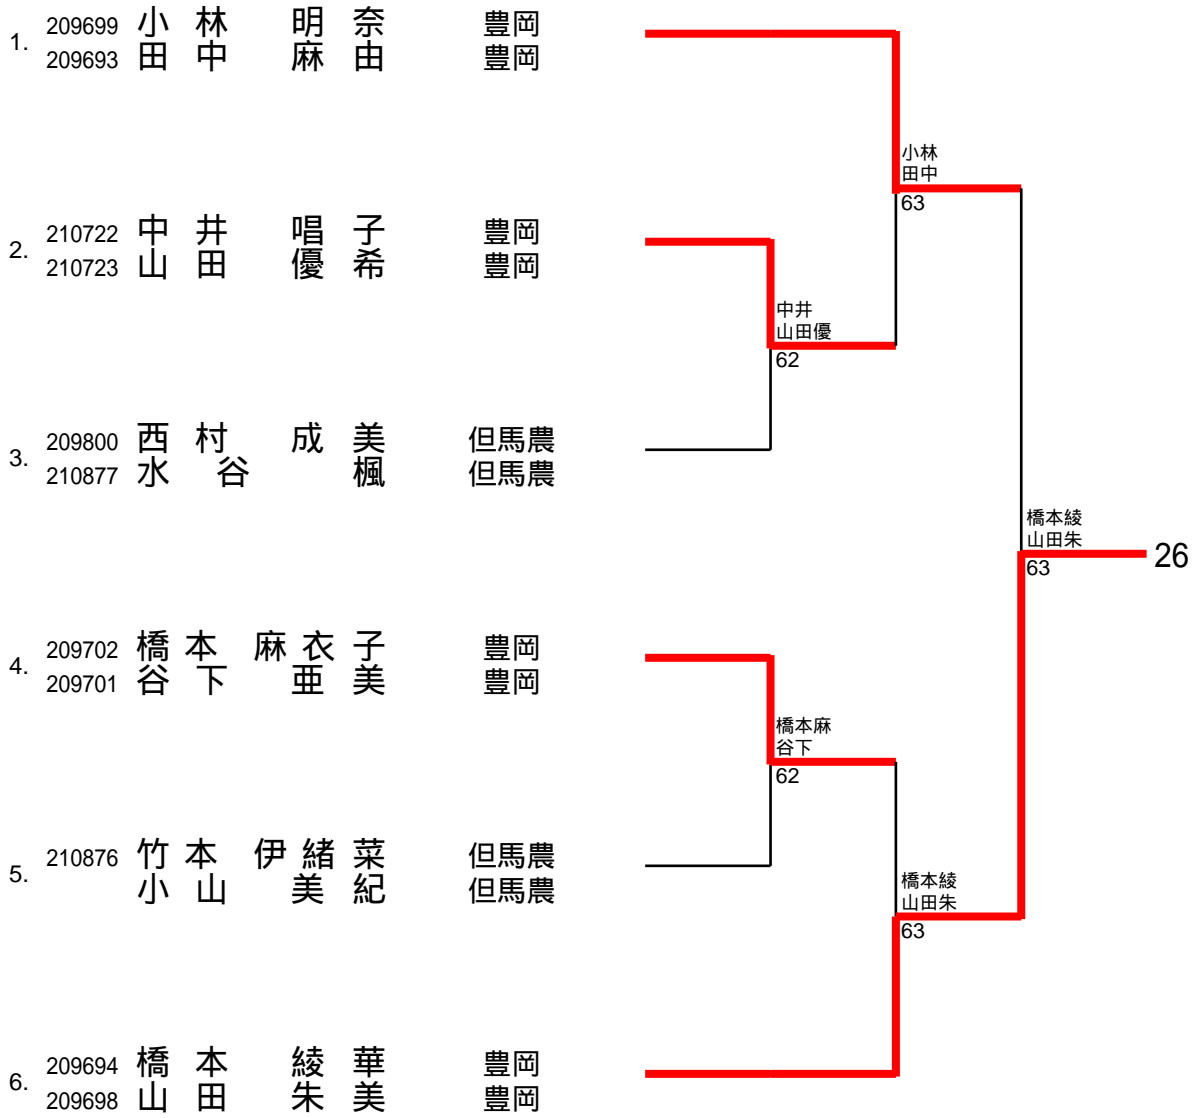 1. 209699 小林 明奈 豊岡
209693 田中 麻由 豊岡
小林
田中
63
2. 210722 中井 唱子 豊岡
210723 山田 優希 豊岡
中井
山田優
62
3. 209800 西村 成美 但馬農
210877 水谷 楓 但馬農
橋本綾
山田朱
63
26
4. 209702 橋本 麻衣子 豊岡
209701 谷下 亜美 豊岡
橋本麻
谷下
62
5. 210876 竹本 伊緒菜 但馬農
小山 美紀 但馬農
橋本綾
山田朱
63
6. 209694 橋本 綾華 豊岡
209698 山田 朱美 豊岡